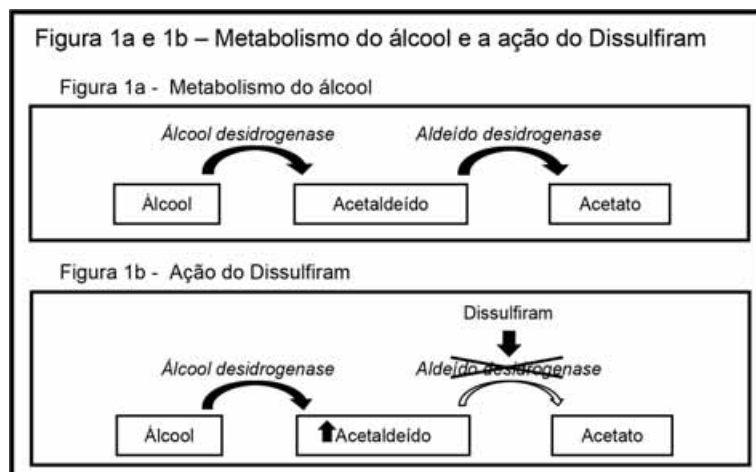 Figura 1a e 1b – Metabolismo do álcool e a ação do Dissulfiram
Figura 1a - Metabolismo do álcool
Álcool desidrogenase Aldeído desidrogenase
Álcool Acetaldeído Acetato
Figura 1b - Ação do Dissulfiram
Dissulfiram
Álcool desidrogenase Aldeído desidrogenase
Álcool Acetaldeído Acetato